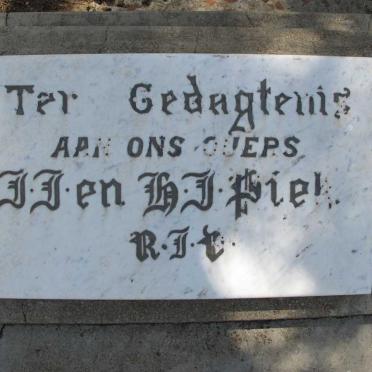 Ter Gedagtenis
AAN ONS OUERS
J.J. en H.J. Piek.
R.I.V.